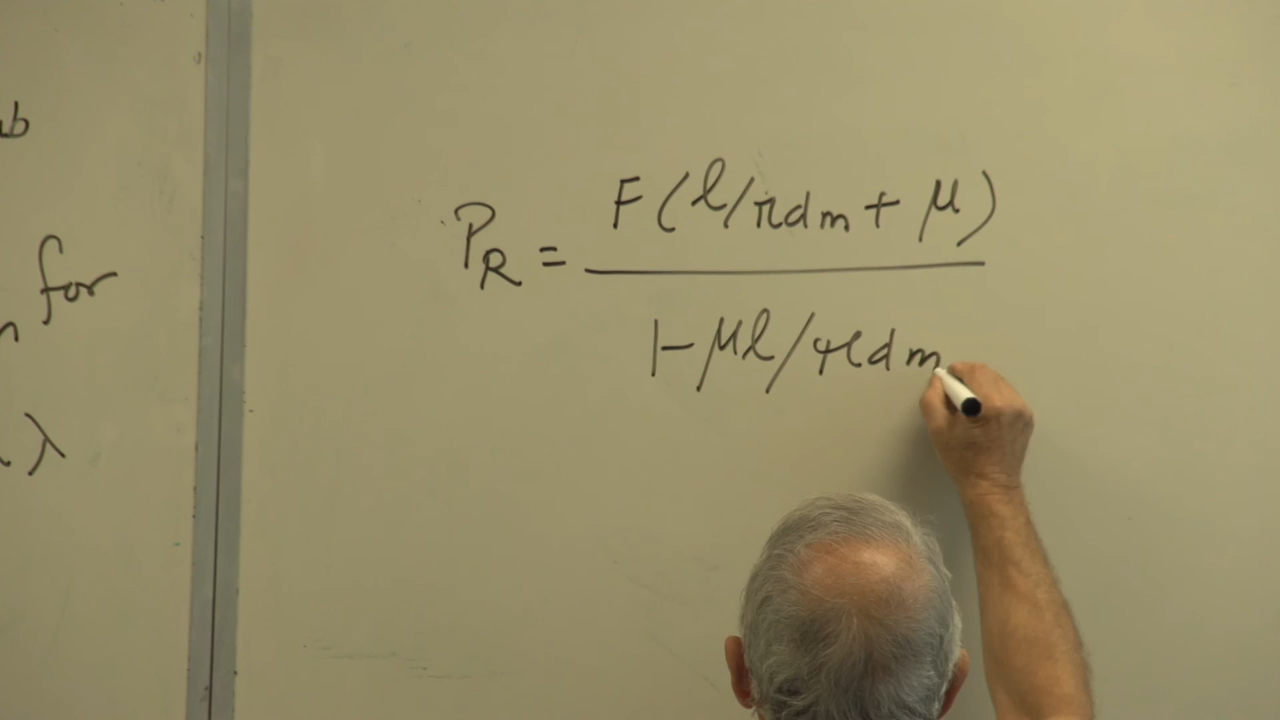 for
λ
P_R = F(l/πdm + μ)
1 - μl/πdm